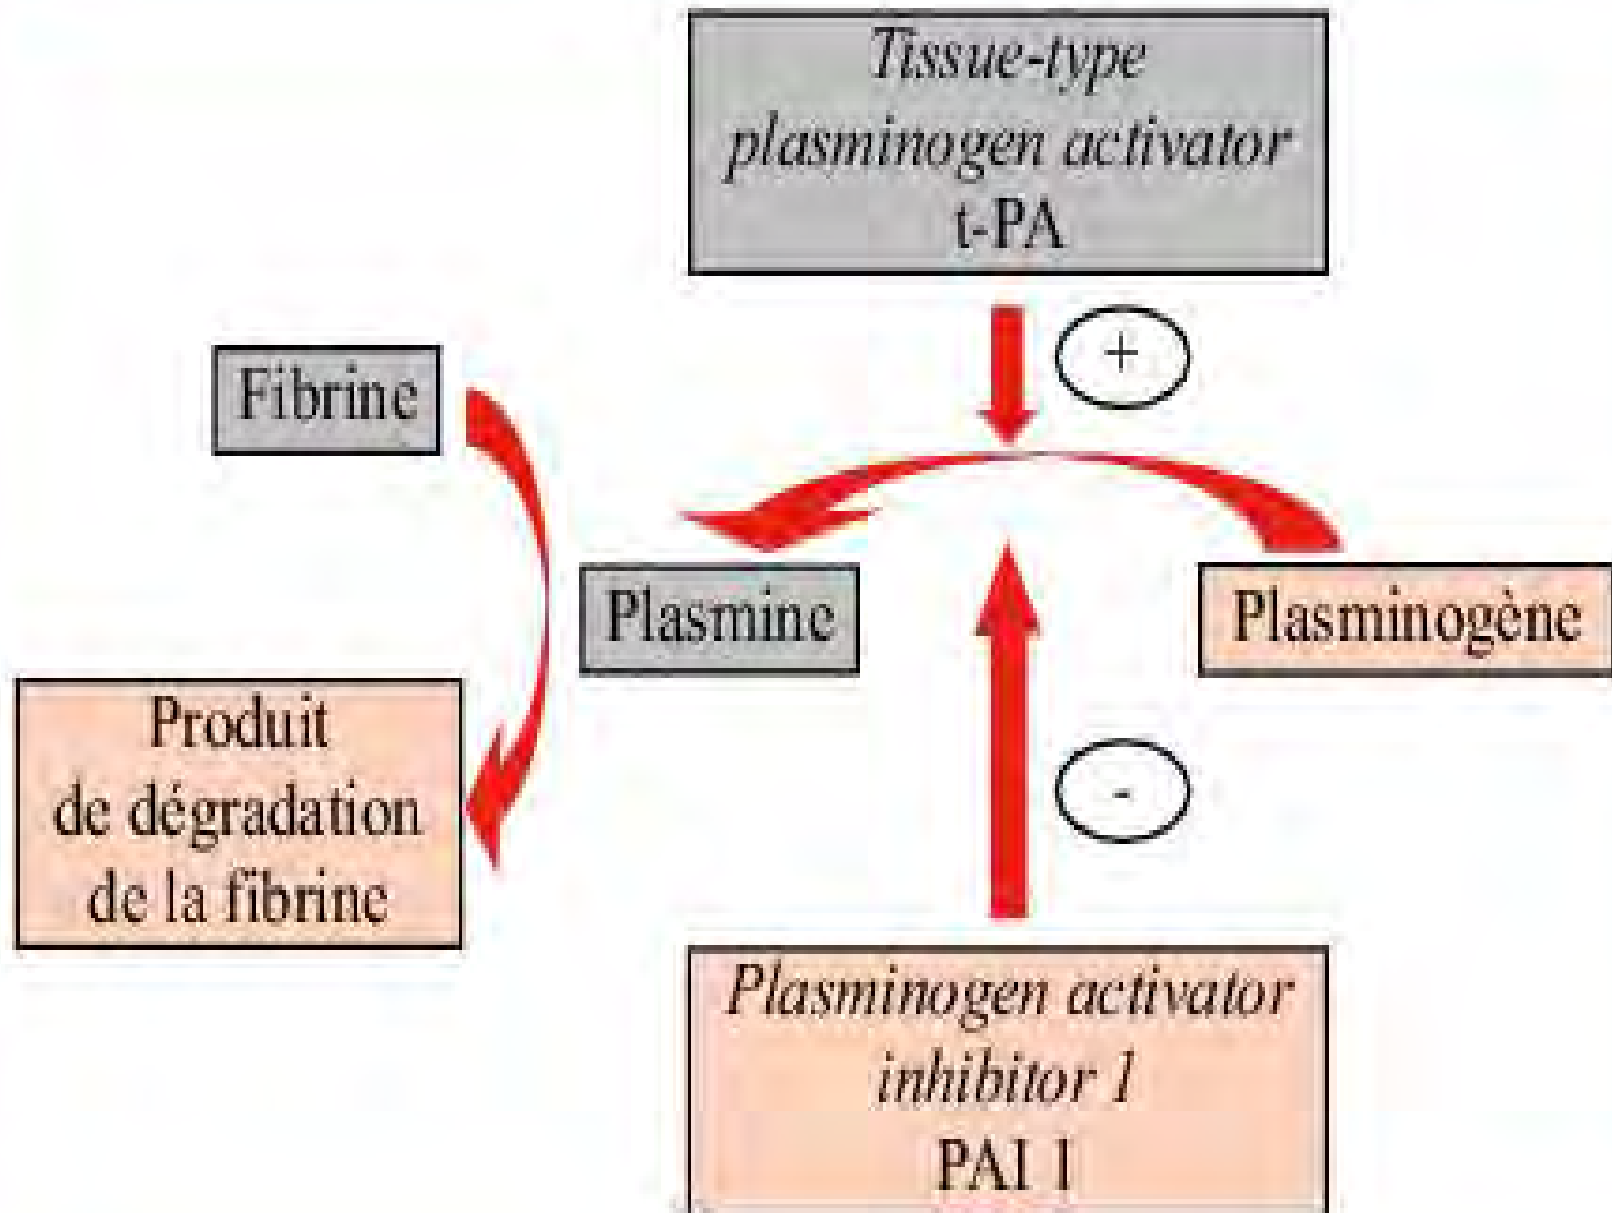 Tissue-type
plasminogen activator
t-PA
+
Fibrine
Plasmine
Plasminogène
Produit
de dégradation
de la fibrine
-
Plasminogen activator
inhibitor 1
PAI 1